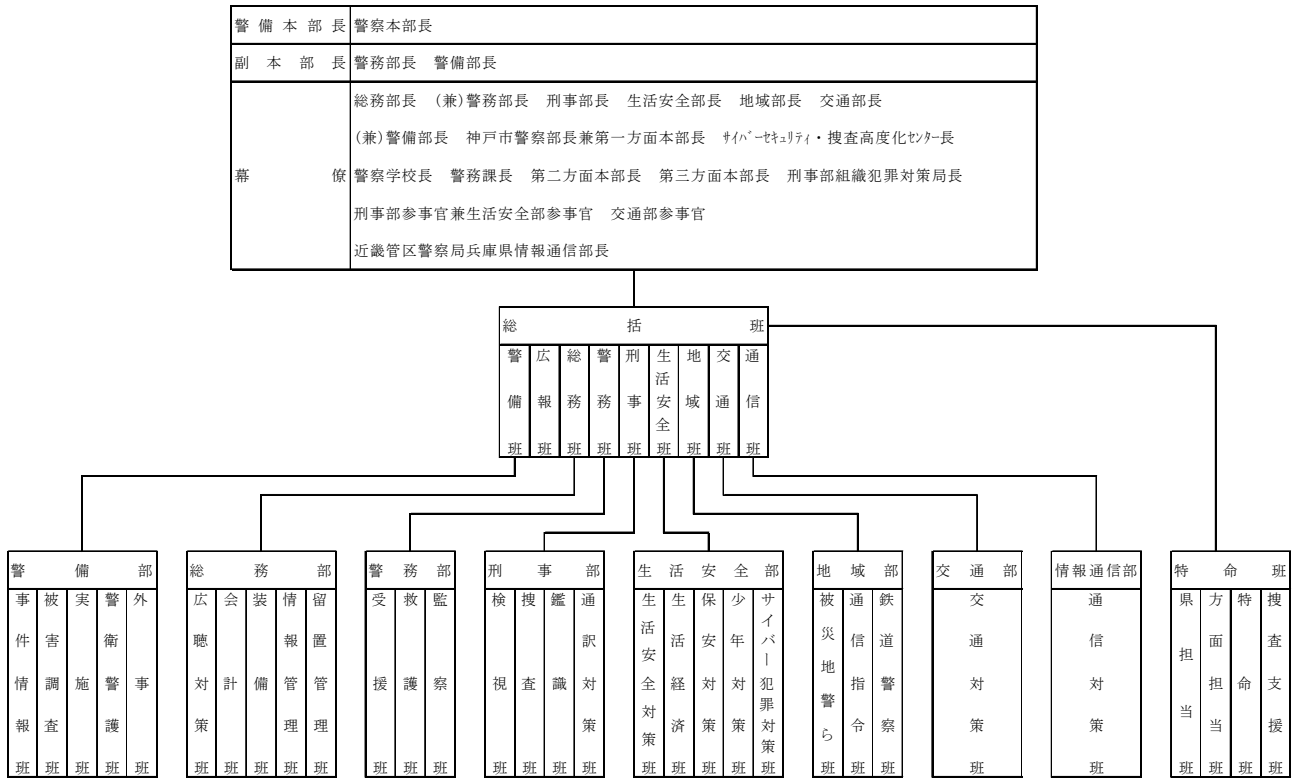 警備本部長 警察本部長
副本部長 警務部長 警備部長
幕僚
総務部長 (兼)警務部長 刑事部長 生活安全部長 地域部長 交通部長
(兼)警備部長 神戸市警察部長兼第一方面本部長 ｻｲﾊﾞｰｾｷｭﾘﾃｨ・捜査高度化ｾﾝﾀｰ長
警察学校長 警務課長 第二方面本部長 第三方面本部長 刑事部組織犯罪対策局長
刑事部参事官兼生活安全部参事官 交通部参事官
近畿管区警察局兵庫県情報通信部長
総括班
警備班
広報班
総務班
警務班
刑事班
生活安全班
地域班
交通班
通信班
警備部
事件情報班
被害調査班
実施班
警衛警護班
外事班
総務部
広聴対策班
会計班
装備班
情報管理班
留置管理班
警務部
受援班
救護班
監察班
刑事部
検視班
捜査班
鑑識班
通訳対策班
生活安全部
生活安全対策班
生活経済班
保安対策班
少年対策班
サイバー犯罪対策班
地域部
被災地警ら班
通信指令班
鉄道警察班
交通部
交通対策班
情報通信部
通信対策班
特命班
県担当班
方面担当班
特命班
捜査支援班